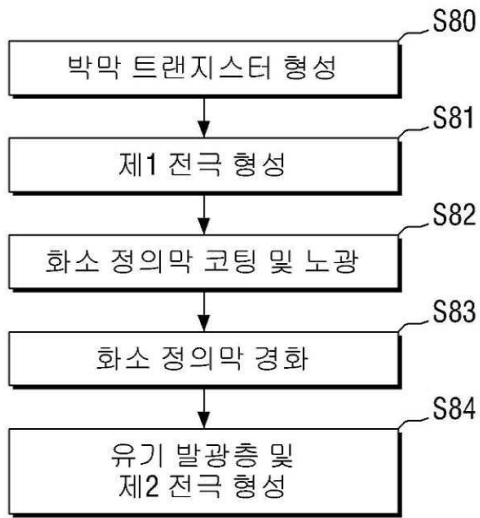 S80
박막 트랜지스터 형성
S81
제1 전극 형성
S82
화소 정의막 코팅 및 노광
S83
화소 정의막 경화
S84
유기 발광층 및
제2 전극 형성